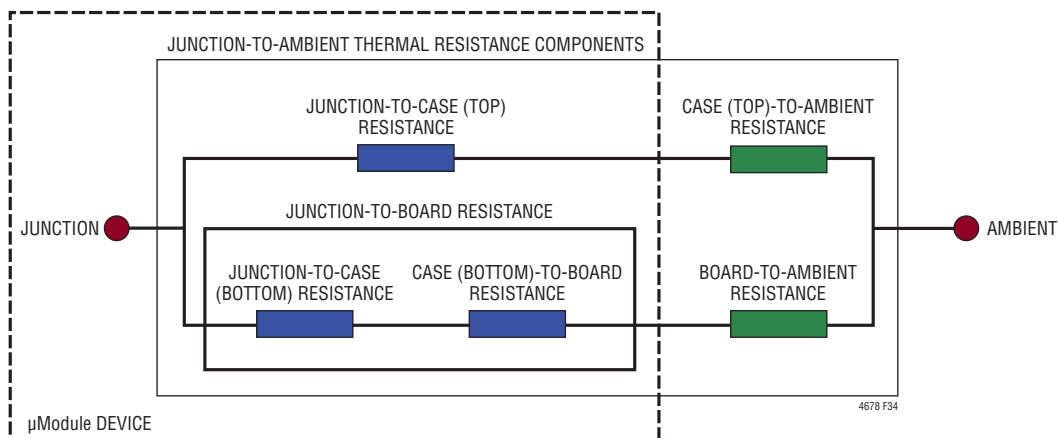 JUNCTION-TO-AMBIENT THERMAL RESISTANCE COMPONENTS
JUNCTION-TO-CASE (TOP)
RESISTANCE
CASE (TOP)-TO-AMBIENT
RESISTANCE
JUNCTION
JUNCTION-TO-BOARD RESISTANCE
AMBIENT
JUNCTION-TO-CASE
(BOTTOM) RESISTANCE
CASE (BOTTOM)-TO-BOARD
RESISTANCE
BOARD-TO-AMBIENT
RESISTANCE
4678 F34
µModule DEVICE